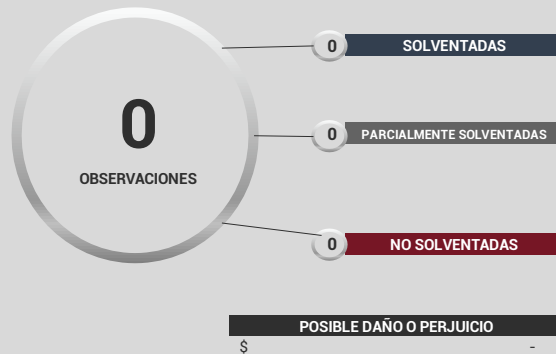 0
OBSERVACIONES
0 SOLVENTADAS
0 PARCIALMENTE SOLVENTADAS
0 NO SOLVENTADAS
POSIBLE DAÑO O PERJUICIO
$ -